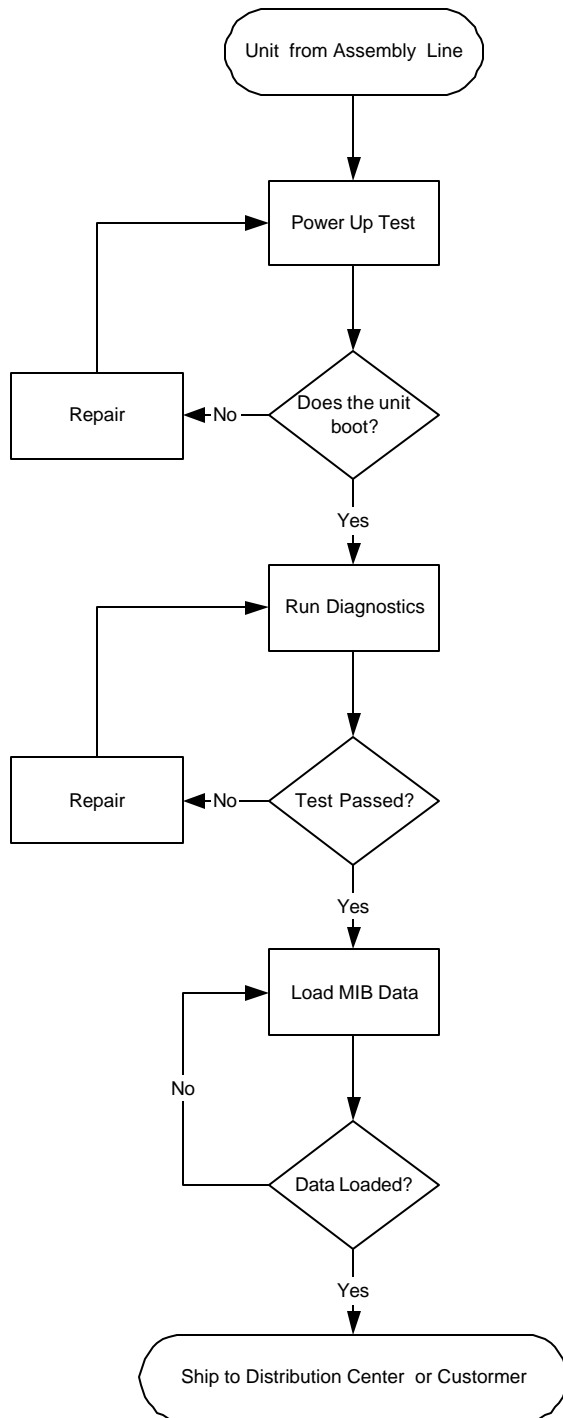 Unit from Assembly Line
Power Up Test
Does the unit
boot?
No
Repair
Yes
Run Diagnostics
Test Passed?
No
Repair
Yes
Load MIB Data
No
Data Loaded?
Yes
Ship to Distribution Center or Custormer